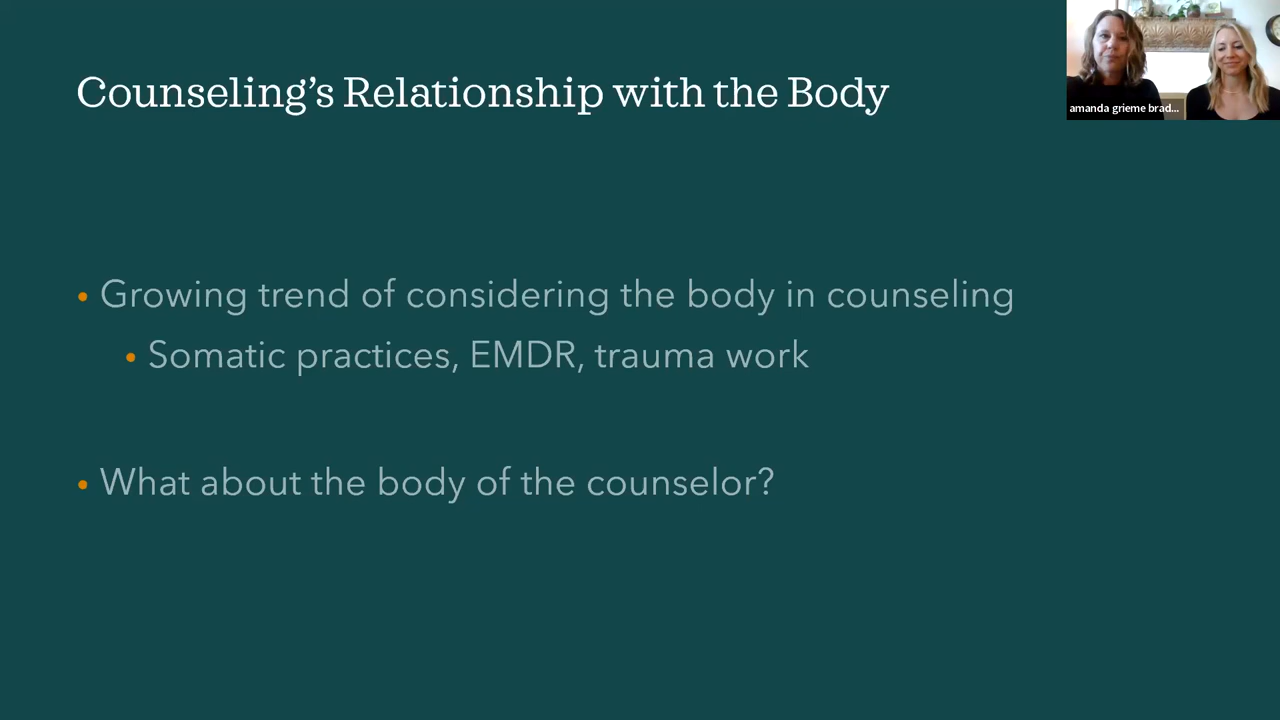 Counseling’s Relationship with the Body
amanda grieme brad...
• Growing trend of considering the body in counseling
• Somatic practices, EMDR, trauma work
• What about the body of the counselor?